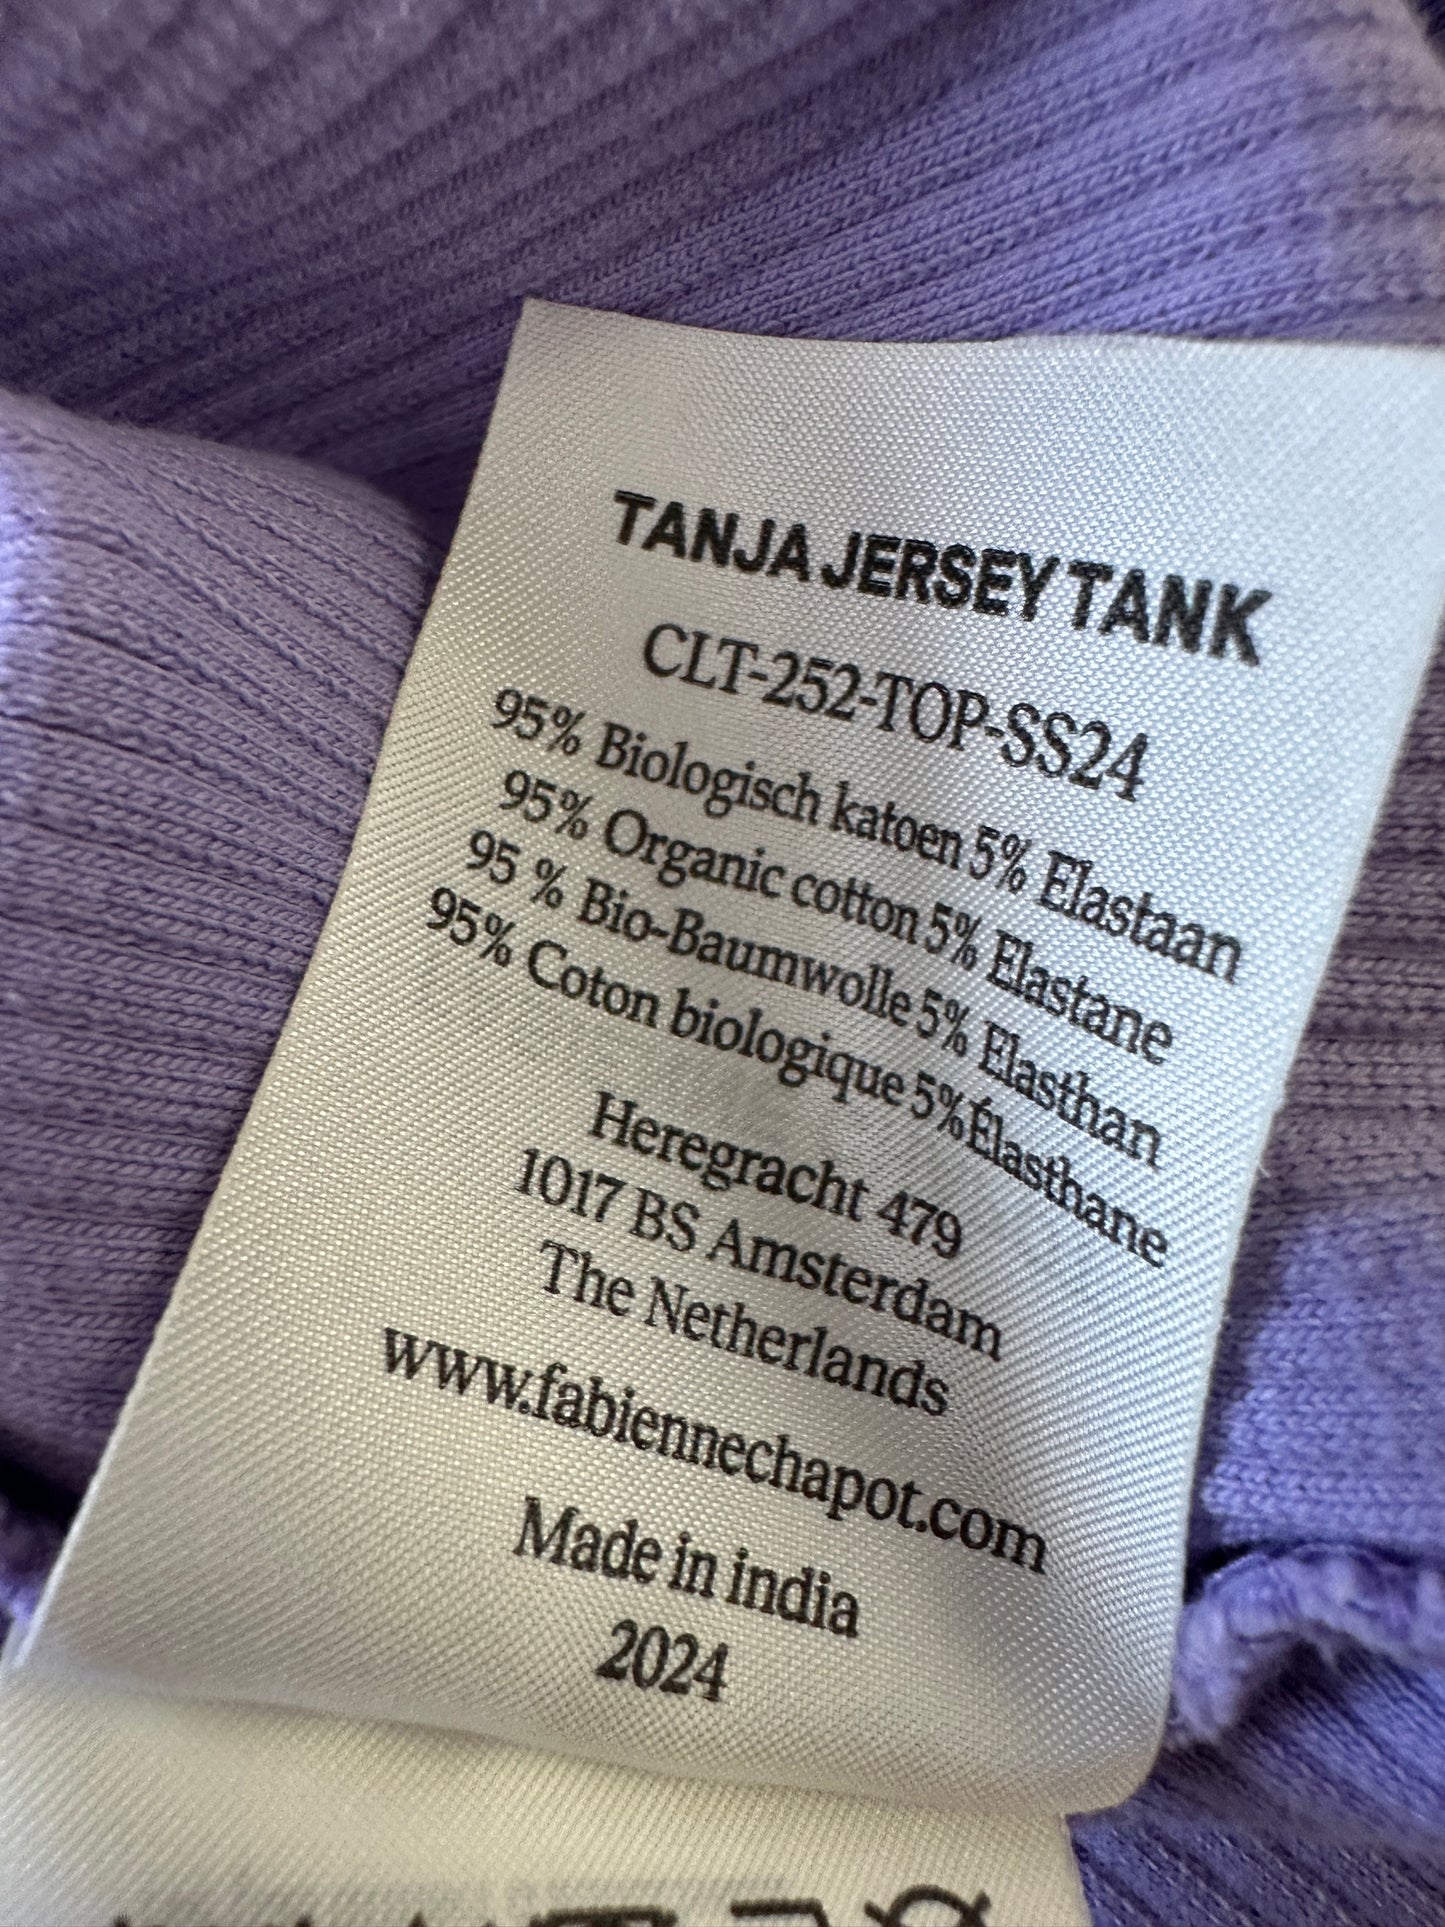 TANJA JERSEY TANK
CLT-252-TOP-SS24
95% Biologisch katoen 5% Elastaan
95% Organic cotton 5% Elastane
95 % Bio-Baumwolle 5% Elasthan
95% Coton biologique 5%Élasthane
Heregracht 479
1017 BS Amsterdam
The Netherlands
www.fabiennechapot.com
Made in india
2024